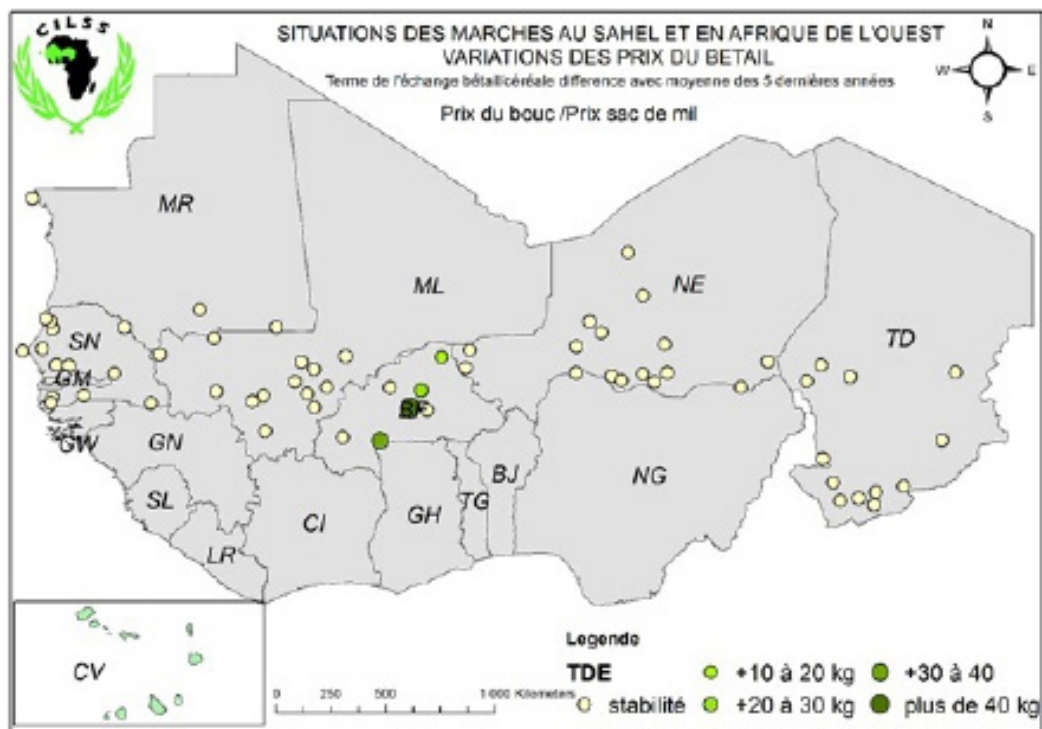 CILSS
SITUATIONS DES MARCHES AU SAHEL ET EN AFRIQUE DE L'OUEST
VARIATIONS DES PRIX DU BETAIL
Terme de l'échange bétail/céréale difference avec moyenne des 5 dernières années
Prix du bouc /Prix sac de mil
N
W E
S
MR
ML
NE
TD
SN
GM
GW
GN
SL
LR
CI
BF
GH
TG
BJ
NG
CV
Legende
TDE
+10 à 20 kg
+30 à 40
stabilité
+20 à 30 kg
plus de 40 kg
0 250 500 1 000 Kilometers